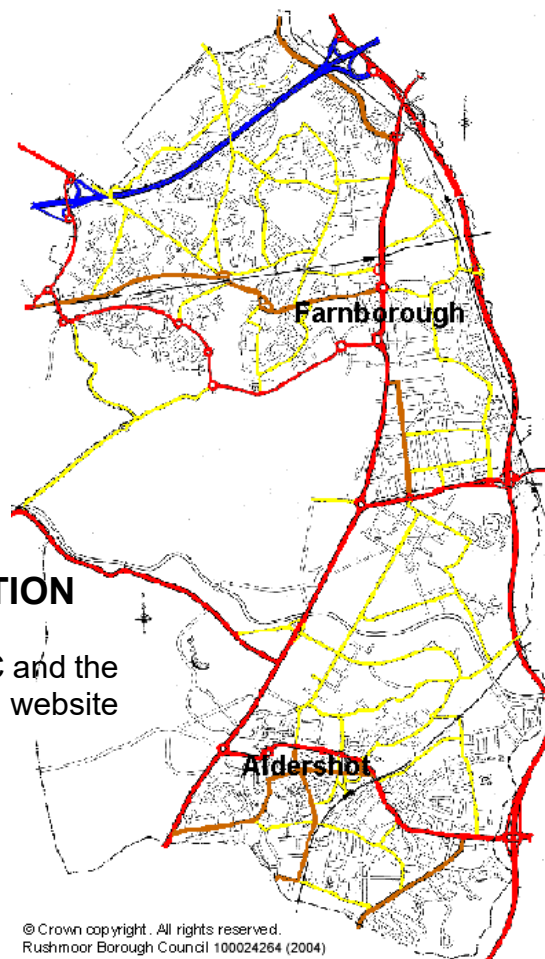 Farnborough
TION
C and the
website
Aldershot
© Crown copyright. All rights reserved.
Rushmoor Borough Council 100024264 (2004)